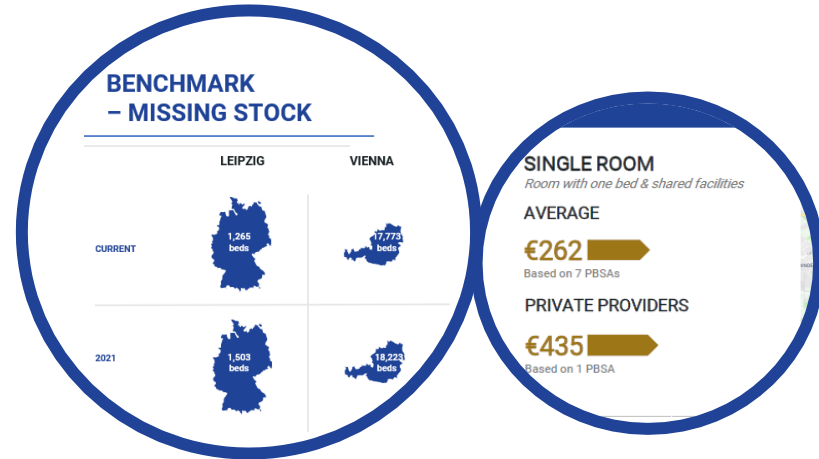 BENCHMARK
– MISSING STOCK
LEIPZIG VIENNA
CURRENT
1,265
beds
17,773
beds
2021
1,503
beds
18,223
beds
SINGLE ROOM
Room with one bed & shared facilities
AVERAGE
€262
Based on 7 PBSAs
PRIVATE PROVIDERS
€435
Based on 1 PBSA